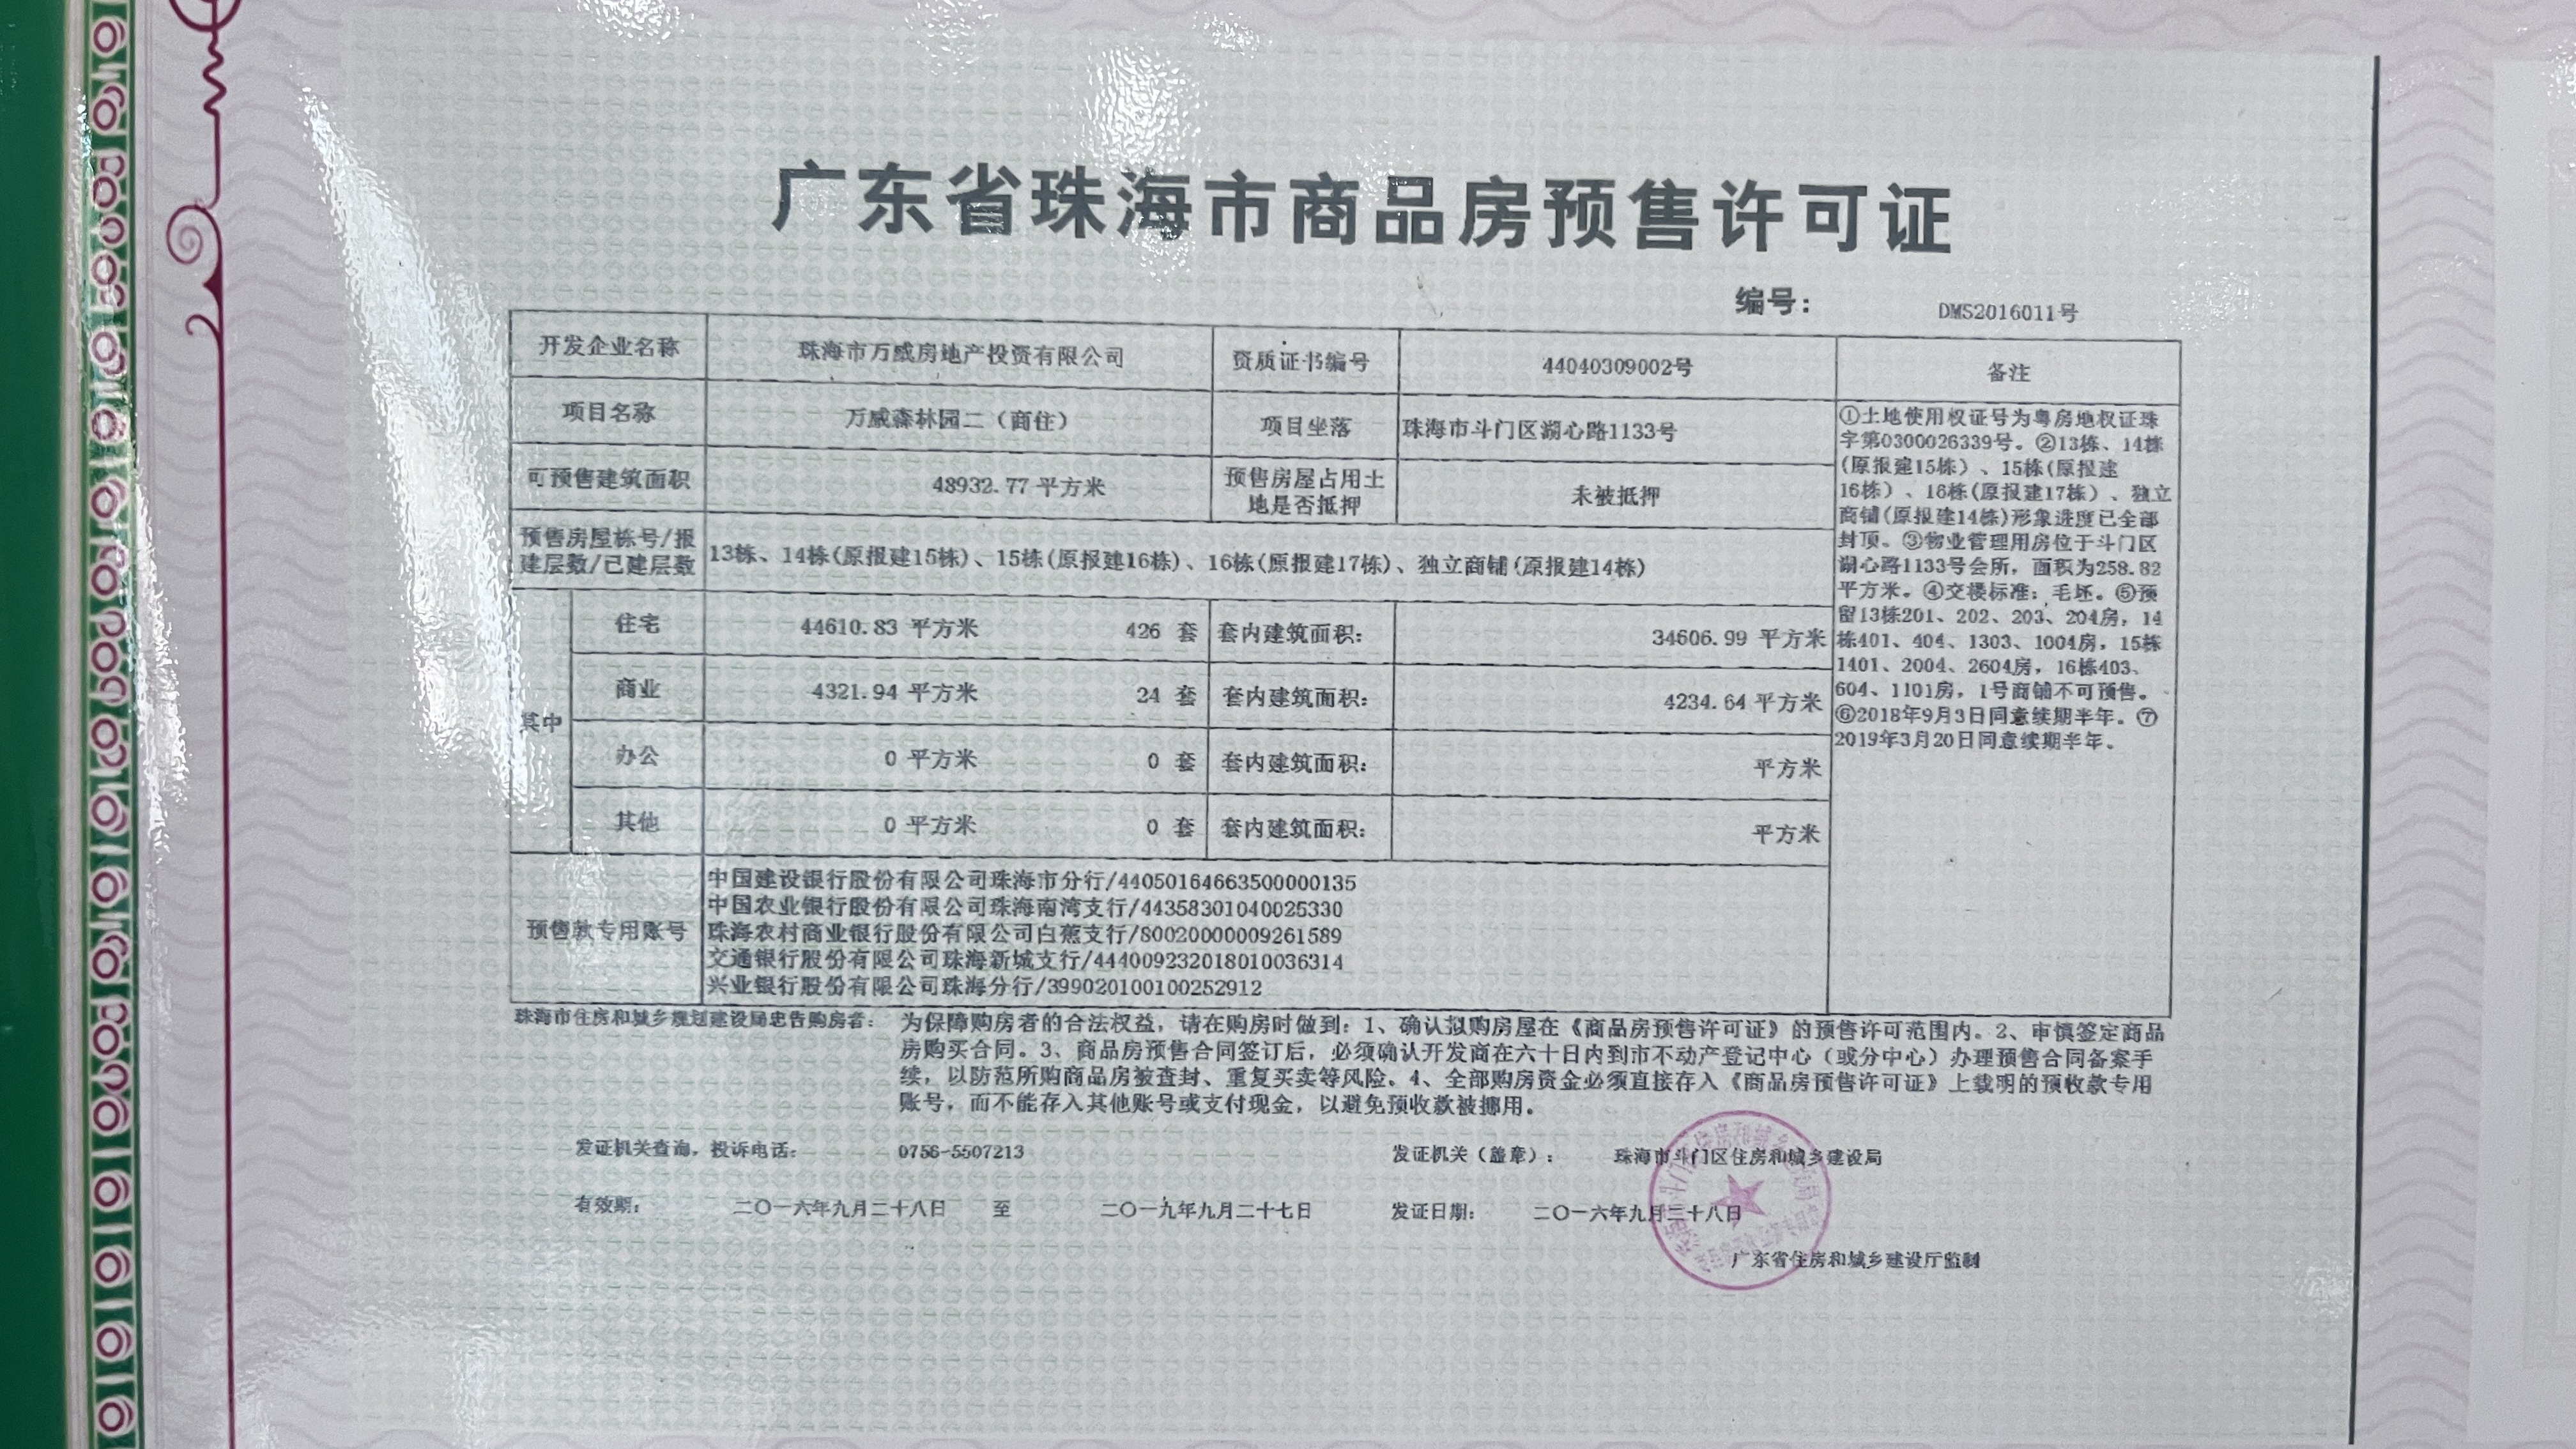 广东省珠海市商品房预售许可证
编号： DMS2016011号
开发企业名称 珠海市万威房地产投资有限公司 资质证书编号 44040309002号 备注
项目名称 万威森林园二（商住） 项目坐落 珠海市斗门区湖心路1133号
可预售建筑面积 48932.77 平方米 预售房屋占用土
地是否抵押 未被抵押
预售房屋栋号/报
建层数/已建层数 13栋、14栋(原报建15栋)、15栋(原报建16栋)、16栋(原报建17栋)、独立商铺(原报建14栋)
其中
住宅 44610.83 平方米 426 套 套内建筑面积： 34606.99 平方米
商业 4321.94 平方米 24 套 套内建筑面积： 4234.64 平方米
办公 0 平方米 0 套 套内建筑面积： 平方米
其他 0 平方米 0 套 套内建筑面积： 平方米
①土地使用权证号为粤房地权证珠
字第0300026339号。②13栋、14栋
(原报建15栋）、15栋(原报建
16栋）、16栋(原报建17栋）、独立
商铺(原报建14栋)形象进度已全部
封顶。③物业管理用房位于斗门区
湖心路1133号会所，面积为258.82
平方米。④交楼标准：毛坯。⑤预
留13栋201、202、203、204房，14
栋401、404、1303、1004房，15栋
1401、2004、2604房，16栋403、
604、1101房，1号商铺不可预售。
⑥2018年9月3日同意续期半年。⑦
2019年3月20日同意续期半年。
预售款专用账号
中国建设银行股份有限公司珠海市分行/44050164663500000135
中国农业银行股份有限公司珠海南湾支行/44358301040025330
珠海农村商业银行股份有限公司白蕉支行/80020000009261589
交通银行股份有限公司珠海新城支行/444009232018010036314
兴业银行股份有限公司珠海分行/399020100100252912
珠海市住房和城乡规划建设局忠告购房者： 为保障购房者的合法权益，请在购房时做到：1、确认拟购房屋在《商品房预售许可证》的预售许可范围内。2、审慎签定商品
房购买合同。3、商品房预售合同签订后，必须确认开发商在六十日内到市不动产登记中心（或分中心）办理预售合同备案手
续，以防范所购商品房被查封、重复买卖等风险。4、全部购房资金必须直接存入《商品房预售许可证》上载明的预收款专用
账号，而不能存入其他账号或支付现金，以避免预收款被挪用。
发证机关查询，投诉电话： 0756-5507213 发证机关（盖章）： 珠海市斗门区住房和城乡建设局
有效期： 二〇一六年九月二十八日 至 二〇一九年九月二十七日 发证日期： 二〇一六年九月二十八日
广东省住房和城乡建设厅监制